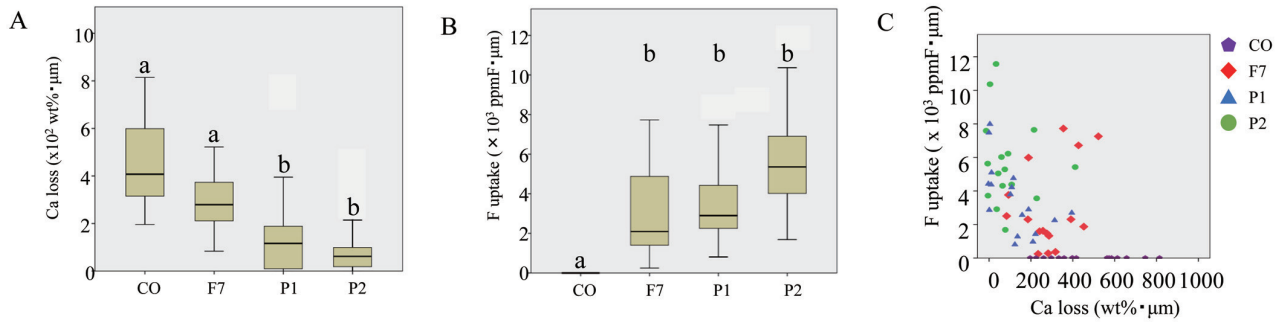 A
Ca loss (x10² wt%・μm)
10
8
6
4
2
0
a
a
b
b
CO F7 P1 P2
B
F uptake (×10³ ppmF・μm)
12
10
8
6
4
2
0
a
b
b
b
CO F7 P1 P2
C
F uptake ( x 10³ ppmF・μm)
12
10
8
6
4
2
0
0 200 400 600 800 1000
Ca loss (wt%・μm)
CO
F7
P1
P2